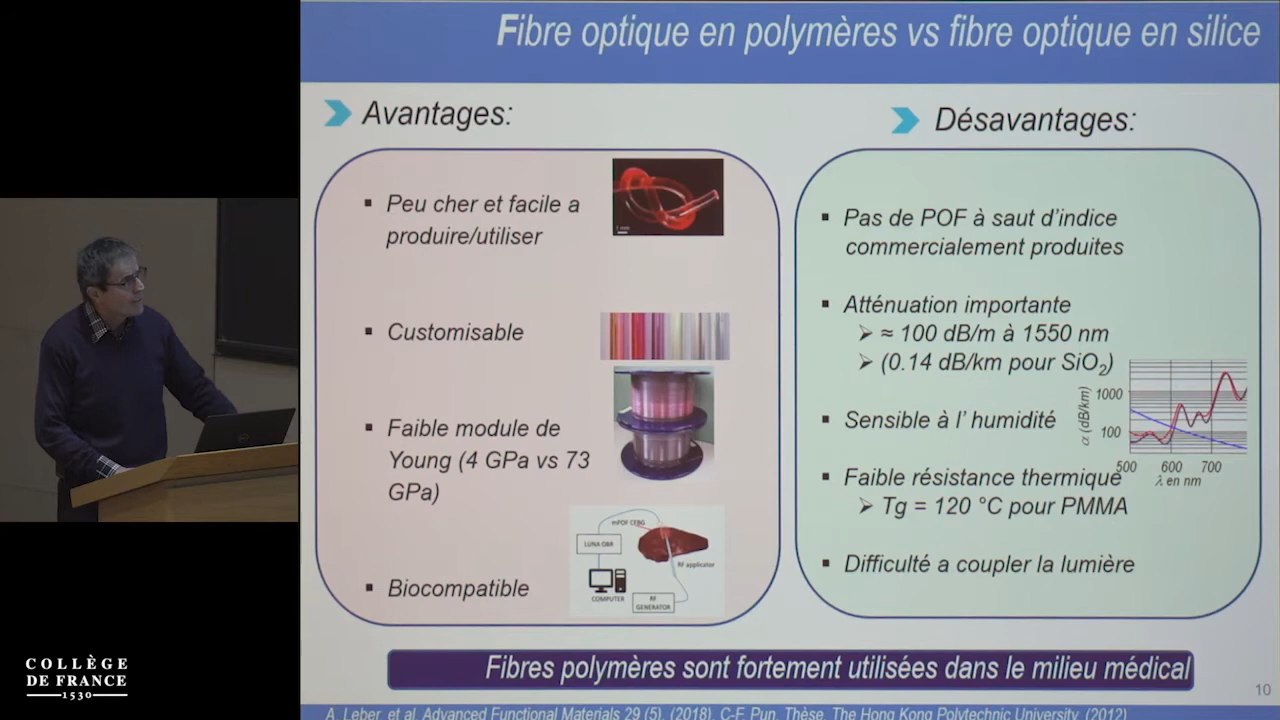 Fibre optique en polymères vs fibre optique en silice
Avantages:
Peu cher et facile a
produire/utiliser
1 mm
Customisable
Faible module de
Young (4 GPa vs 73
GPa)
Biocompatible
mPOF CFBG
LUNA OBR
RF applicator
COMPUTER
RF
GENERATOR
Désavantages:
Pas de POF à saut d'indice
commercialement produites
Atténuation importante
≈ 100 dB/m à 1550 nm
(0.14 dB/km pour SiO2)
Sensible à l' humidité
Faible résistance thermique
Tg = 120 °C pour PMMA
Difficulté a coupler la lumière
α (dB/km)
1000
100
500 600 700
λ en nm
Fibres polymères sont fortement utilisées dans le milieu médical
10
A. Leber, et al. Advanced Functional Materials 29 (5), (2018), C-F. Pun, Thèse, The Hong Kong Polytechnic University, (2012)
COLLÈGE
DE FRANCE
1530